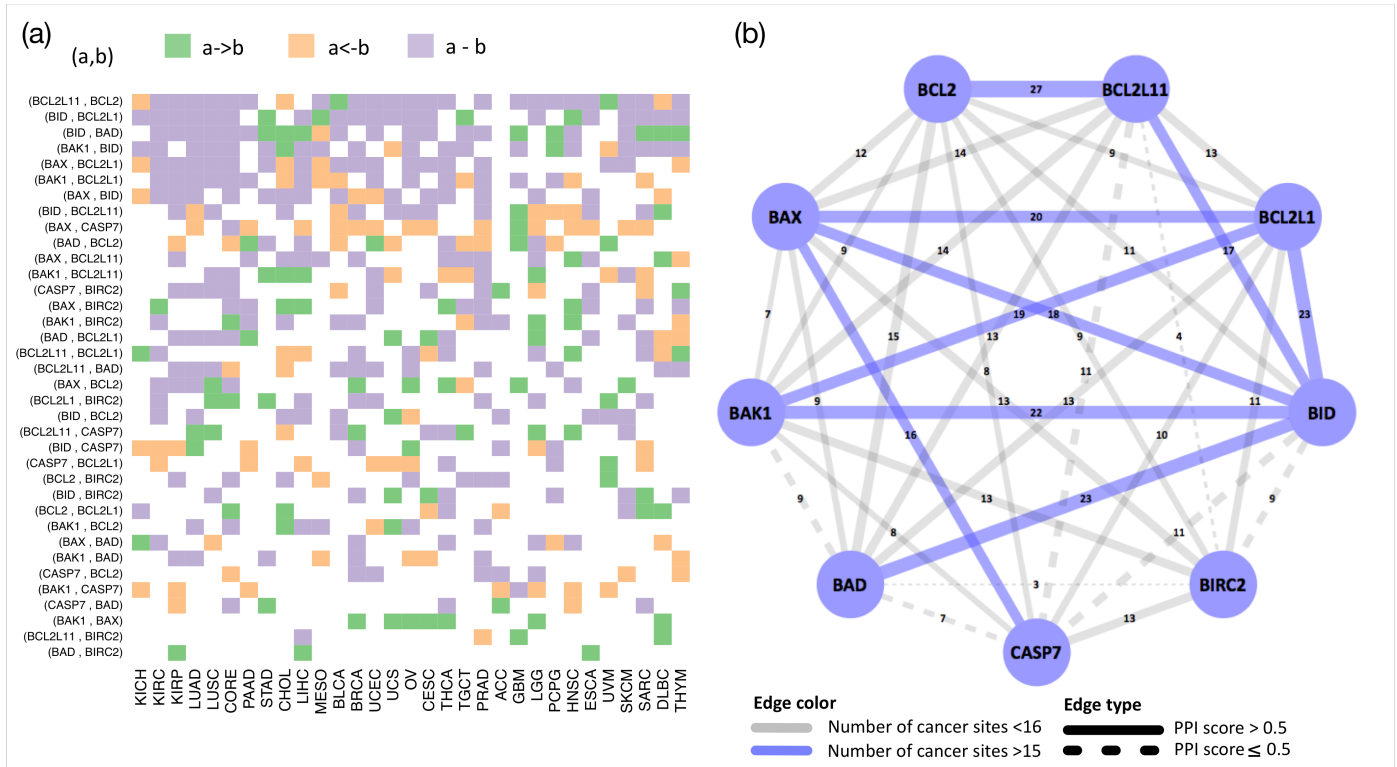 (a)
(a,b)
a->b
a<-b
a - b
(BCL2L11 , BCL2)
(BID , BCL2L1)
(BID , BAD)
(BAK1 , BID)
(BAX , BCL2L1)
(BAK1 , BCL2L1)
(BAX , BID)
(BID , BCL2L11)
(BAX , CASP7)
(BAD , BCL2)
(BAX , BCL2L11)
(BAK1 , BCL2L11)
(CASP7 , BIRC2)
(BAX , BIRC2)
(BAK1 , BIRC2)
(BAD , BCL2L1)
(BCL2L11 , BCL2L1)
(BCL2L11 , BAD)
(BAX , BCL2)
(BCL2L1 , BIRC2)
(BID , BCL2)
(BCL2L11 , CASP7)
(BID , CASP7)
(CASP7 , BCL2L1)
(BCL2 , BIRC2)
(BID , BIRC2)
(BCL2 , BCL2L1)
(BAK1 , BCL2)
(BAX , BAD)
(BAK1 , BAD)
(CASP7 , BCL2)
(BAK1 , CASP7)
(CASP7 , BAD)
(BAK1 , BAX)
(BCL2L11 , BIRC2)
(BAD , BIRC2)
KICH
KIRC
KIRP
LUAD
LUSC
CORE
PAAD
STAD
CHOL
LIHC
MESO
BLCA
BRCA
UCEC
UCS
OV
CESC
THCA
TGCT
PRAD
ACC
GBM
LGG
PCPG
HNSC
ESCA
UVM
SKCM
SARC
DLBC
THYM
(b)
BCL2
27
BCL2L11
12
14
9
13
BAX
20
BCL2L1
9
14
11
17
7
19
18
23
15
13
9
4
8
11
BAK1
9
13
13
11
22
BID
16
10
9
13
23
9
8
11
BAD
3
BIRC2
7
13
CASP7
Edge color
Number of cancer sites <16
Number of cancer sites >15
Edge type
PPI score > 0.5
PPI score ≤ 0.5